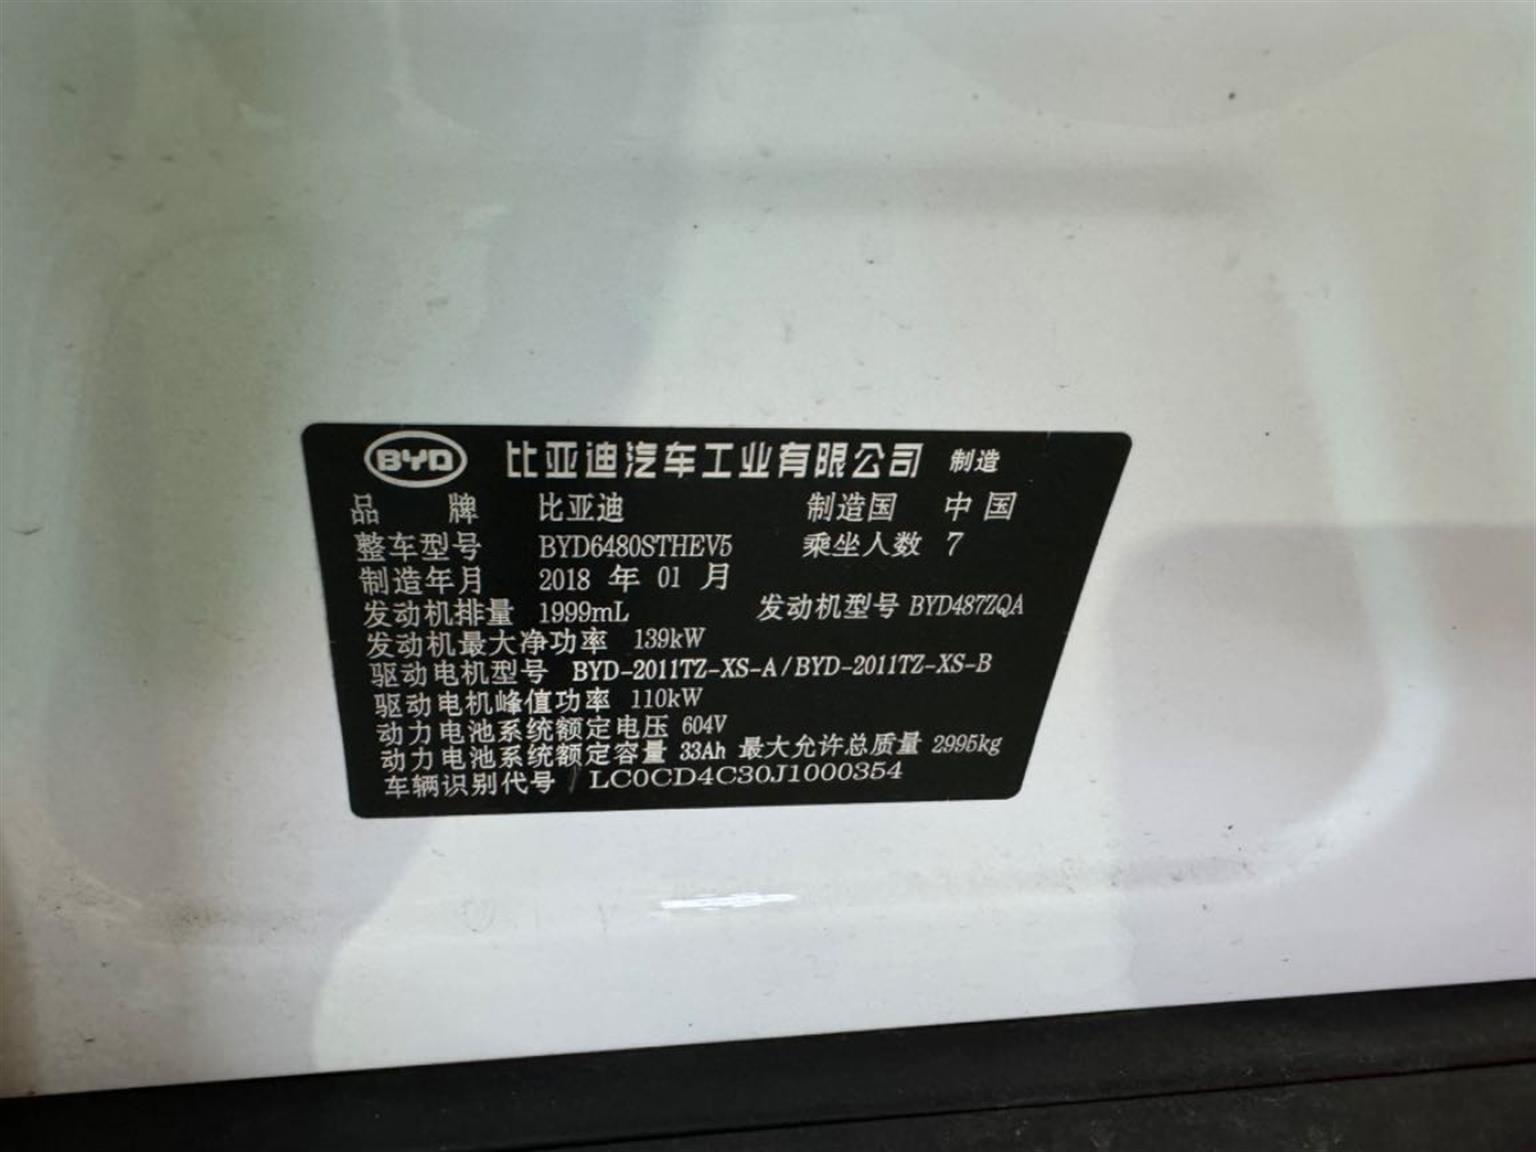 BYD 比亚迪汽车工业有限公司 制造
品 牌 比亚迪 制造国 中国
整车型号 BYD6480STHEV5 乘坐人数 7
制造年月 2018 年 01 月
发动机排量 1999mL 发动机型号 BYD487ZQA
发动机最大净功率 139kW
驱动电机型号 BYD-2011TZ-XS-A/BYD-2011TZ-XS-B
驱动电机峰值功率 110kW
动力电池系统额定电压 604V
动力电池系统额定容量 33Ah 最大允许总质量 2995kg
车辆识别代号 LC0CD4C30J1000354